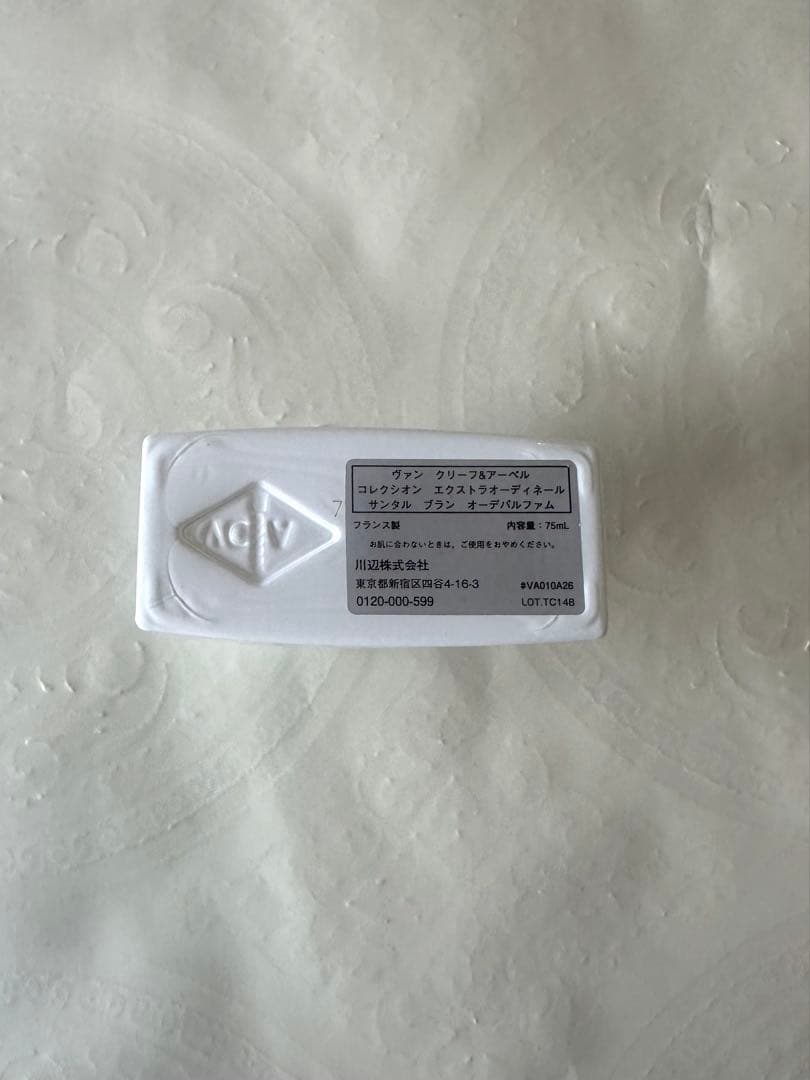 ヴァン クリーフ&アーペル
コレクシオン エクストラオーディネール
サンタル ブラン オーデパルファム
フランス製 内容量:75mL
お肌に合わないときは、ご使用をおやめください。
川辺株式会社
東京都新宿区四谷4-16-3 #VA010A26
0120-000-599 LOT.TC14B
7